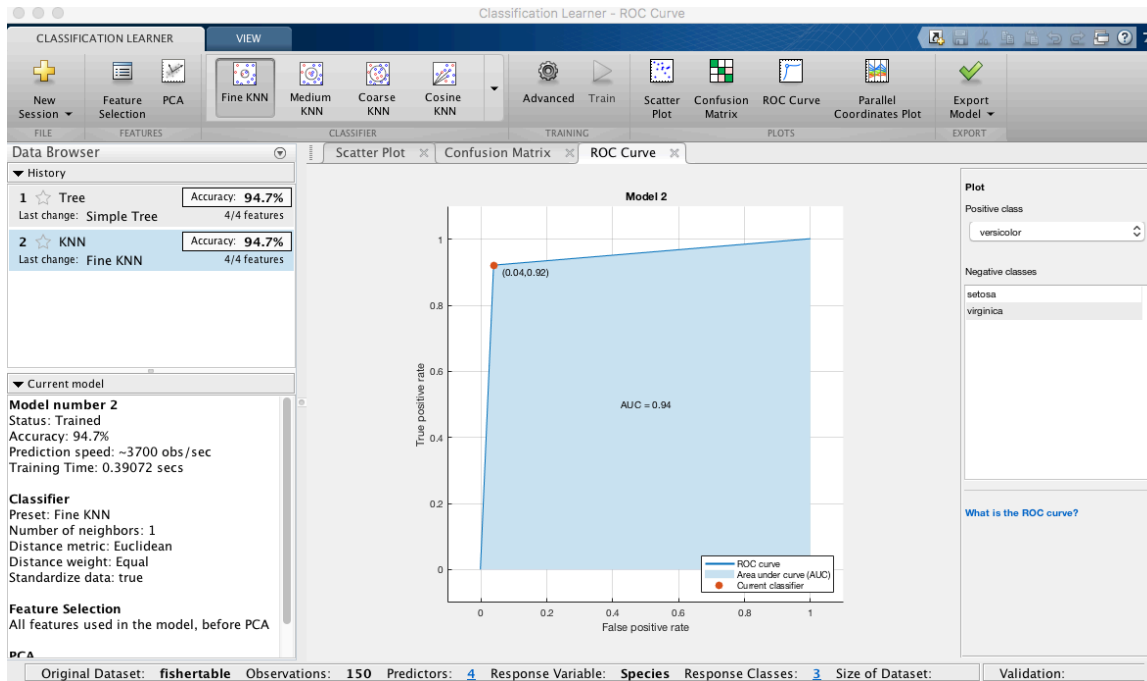 Classification Learner - ROC Curve
CLASSIFICATION LEARNER
VIEW
New
Session
Feature
Selection
PCA
Fine KNN
Medium
KNN
Coarse
KNN
Cosine
KNN
Advanced
Train
Scatter
Plot
Confusion
Matrix
ROC Curve
Parallel
Coordinates Plot
Export
Model
FILE
FEATURES
CLASSIFIER
TRAINING
PLOTS
EXPORT
Data Browser
History
1 Tree Accuracy: 94.7%
Last change: Simple Tree 4/4 features
2 KNN Accuracy: 94.7%
Last change: Fine KNN 4/4 features
Current model
Model number 2
Status: Trained
Accuracy: 94.7%
Prediction speed: ~3700 obs/sec
Training Time: 0.39072 secs
Classifier
Preset: Fine KNN
Number of neighbors: 1
Distance metric: Euclidean
Distance weight: Equal
Standardize data: true
Feature Selection
All features used in the model, before PCA
PCA
Scatter Plot
Confusion Matrix
ROC Curve
Model 2
1
0.8
0.6
0.4
0.2
0
True positive rate
(0.04,0.92)
AUC = 0.94
ROC curve
Area under curve (AUC)
Current classifier
0 0.2 0.4 0.6 0.8 1
False positive rate
Plot
Positive class
versicolor
Negative classes
setosa
virginica
What is the ROC curve?
Original Dataset: fishertable Observations: 150 Predictors: 4 Response Variable: Species Response Classes: 3 Size of Dataset: Validation: